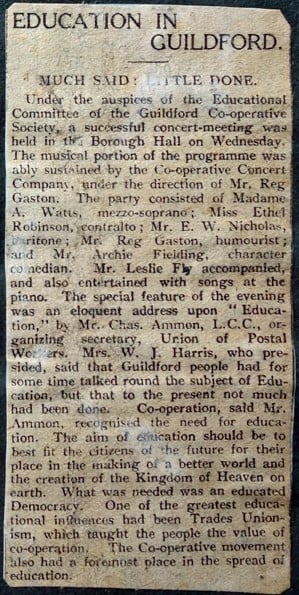 EDUCATION IN
GUILDFORD.
MUCH SAID: LITTLE DONE.
Under the auspices of the Educational
Committee of the Guildford Co-operative
Society, a successful concert-meeting was
held in the Borough Hall on Wednesday.
The musical portion of the programme was
ably sustained by the Co-operative Concert
Company, under the direction of Mr. Reg
Gaston. The party consisted of Madame
A. Watts, mezzo-soprano; Miss Ethel
Robinson, contralto; Mr. E. W. Nicholas,
baritone; Mr. Reg Gaston, humourist;
and Mr. Archie Fielding, character
comedian. Mr. Leslie Fly accompanied,
and also entertained with songs at the
piano. The special feature of the evening
was an eloquent address upon "Educa-
tion," by Mr. Chas. Ammon, L.C.C., or-
ganizing secretary, Union of Postal
Workers. Mrs. W. J. Harris, who pre-
sided, said that Guildford people had for
some time talked round the subject of Edu-
cation, but that to the present not much
had been done. Co-operation, said Mr.
Ammon, recognised the need for educa-
tion. The aim of education should be to
best fit the citizens of the future for their
place in the making of a better world and
the creation of the Kingdom of Heaven on
earth. What was needed was an educated
Democracy. One of the greatest educa-
tional influences had been Trades Union-
ism, which taught the people the value of
co-operation. The Co-operative movement
also had a foremost place in the spread of
education.